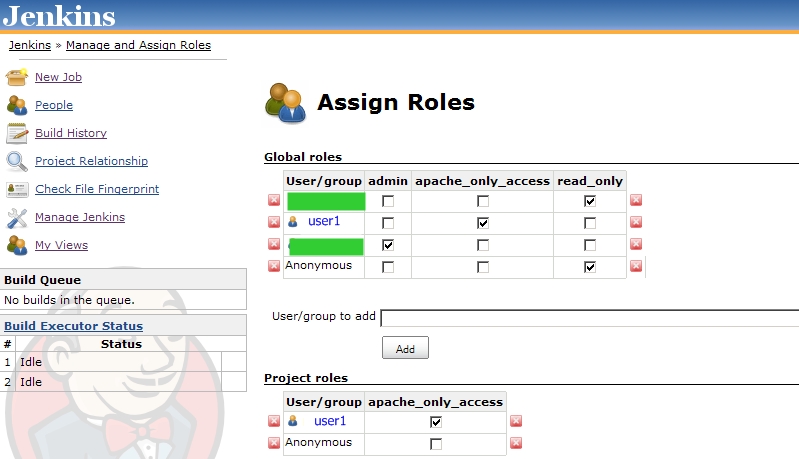 Jenkins
Jenkins » Manage and Assign Roles
New Job
People
Build History
Project Relationship
Check File Fingerprint
Manage Jenkins
My Views
Build Queue
No builds in the queue.
Build Executor Status
# Status
1 Idle
2 Idle
Assign Roles
Global roles
User/group admin apache_only_access read_only
user1
Anonymous
User/group to add
Add
Project roles
User/group apache_only_access
user1
Anonymous